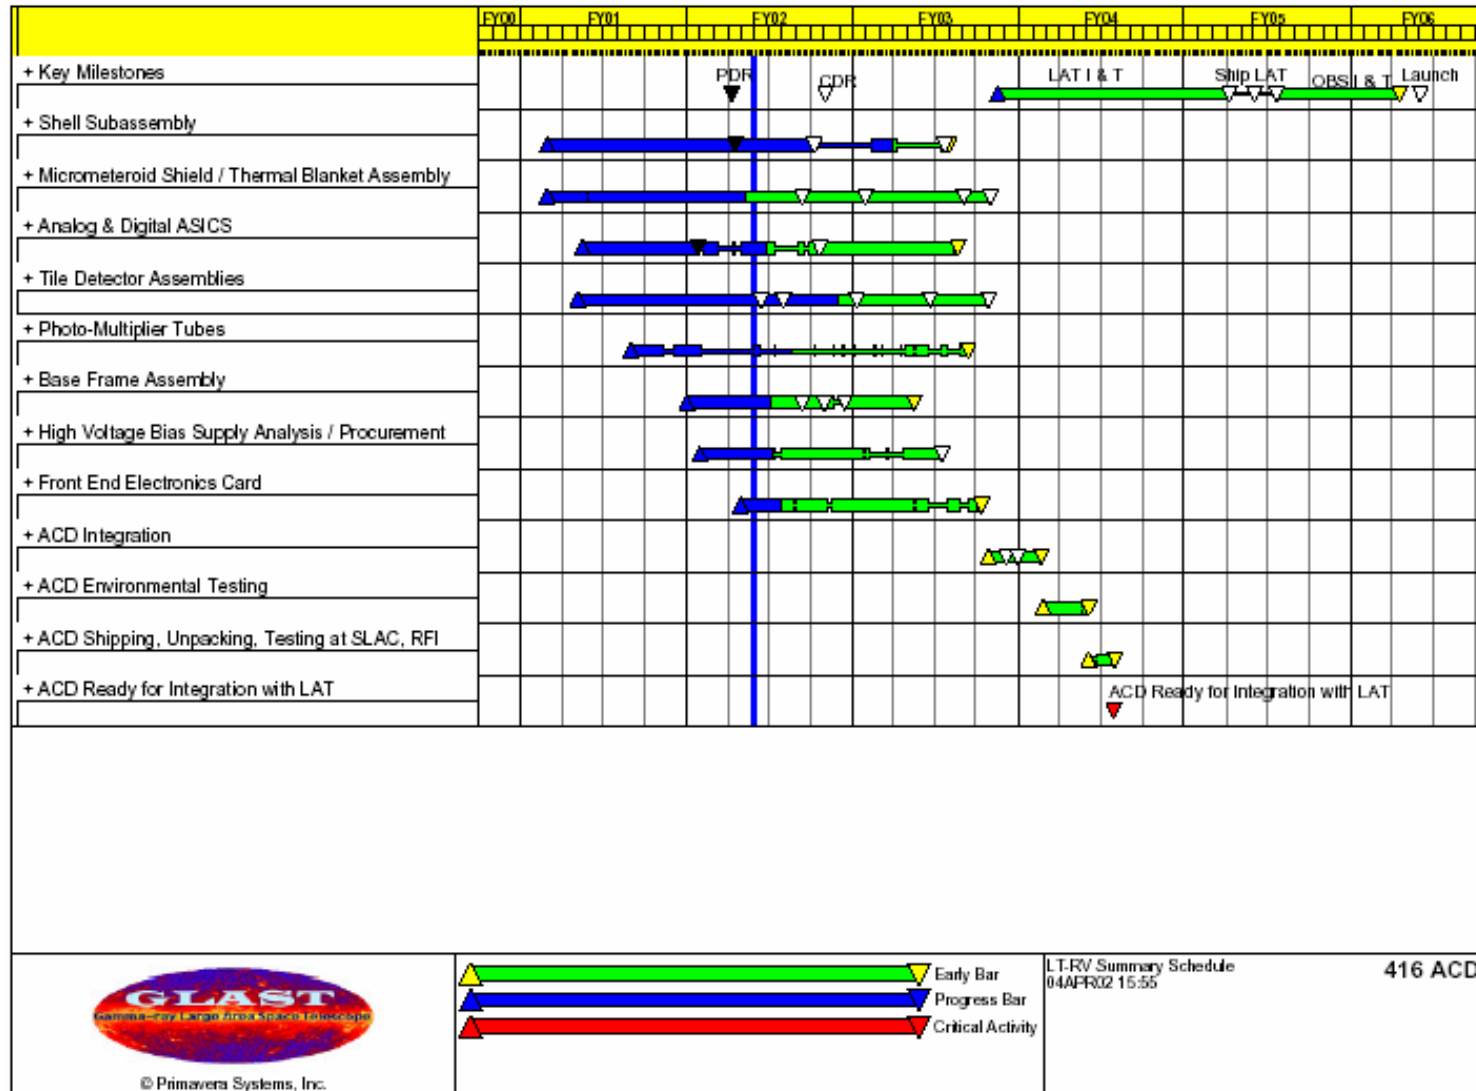 FY00 FY01 FY02 FY03 FY04 FY05 FY06
+ Key Milestones
PDR CDR LAT I & T Ship LAT OBS I & T Launch
+ Shell Subassembly
+ Micrometeroid Shield / Thermal Blanket Assembly
+ Analog & Digital ASICS
+ Tile Detector Assemblies
+ Photo-Multiplier Tubes
+ Base Frame Assembly
+ High Voltage Bias Supply Analysis / Procurement
+ Front End Electronics Card
+ ACD Integration
+ ACD Environmental Testing
+ ACD Shipping, Unpacking, Testing at SLAC, RFI
+ ACD Ready for Integration with LAT
ACD Ready for Integration with LAT
GLAST
Gamma-ray Large Area Space Telescope
© Primavera Systems, Inc.
Early Bar
Progress Bar
Critical Activity
LT-RV Summary Schedule
04APR02 15:55
416 ACD